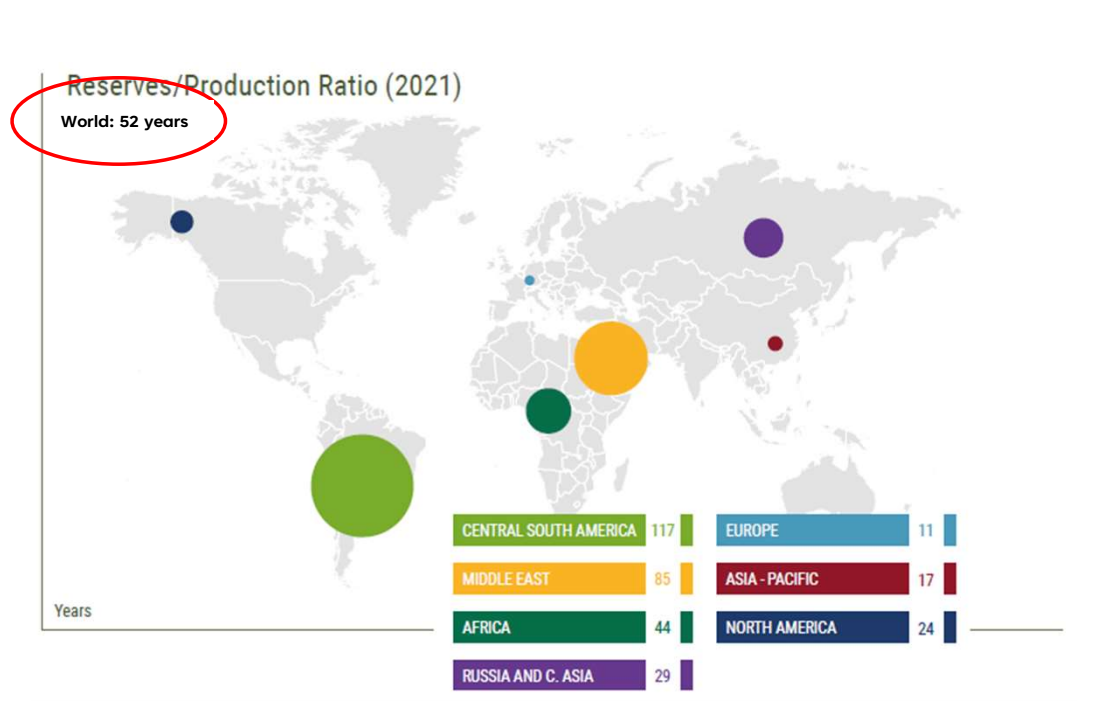 Reserves/Production Ratio (2021)
World: 52 years
CENTRAL SOUTH AMERICA 117
EUROPE 11
MIDDLE EAST 85
ASIA - PACIFIC 17
Years
AFRICA 44
NORTH AMERICA 24
RUSSIA AND C. ASIA 29